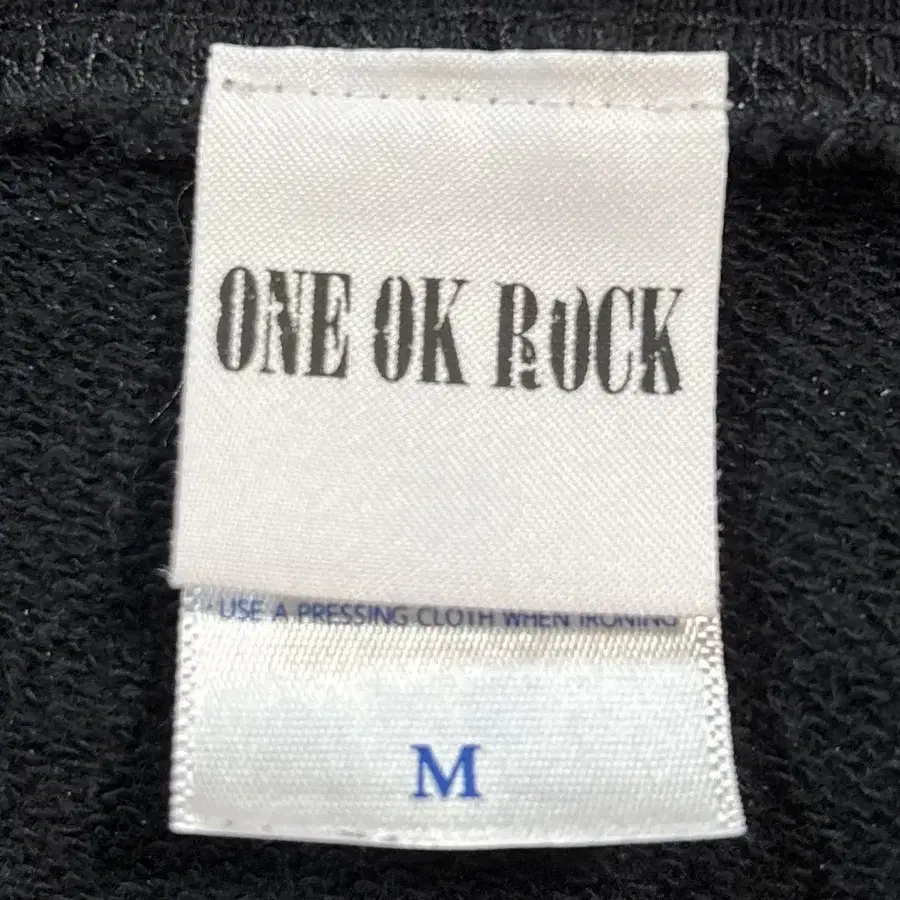 ONE OK ROCK
USE A PRESSING CLOTH WHEN IRONING
M